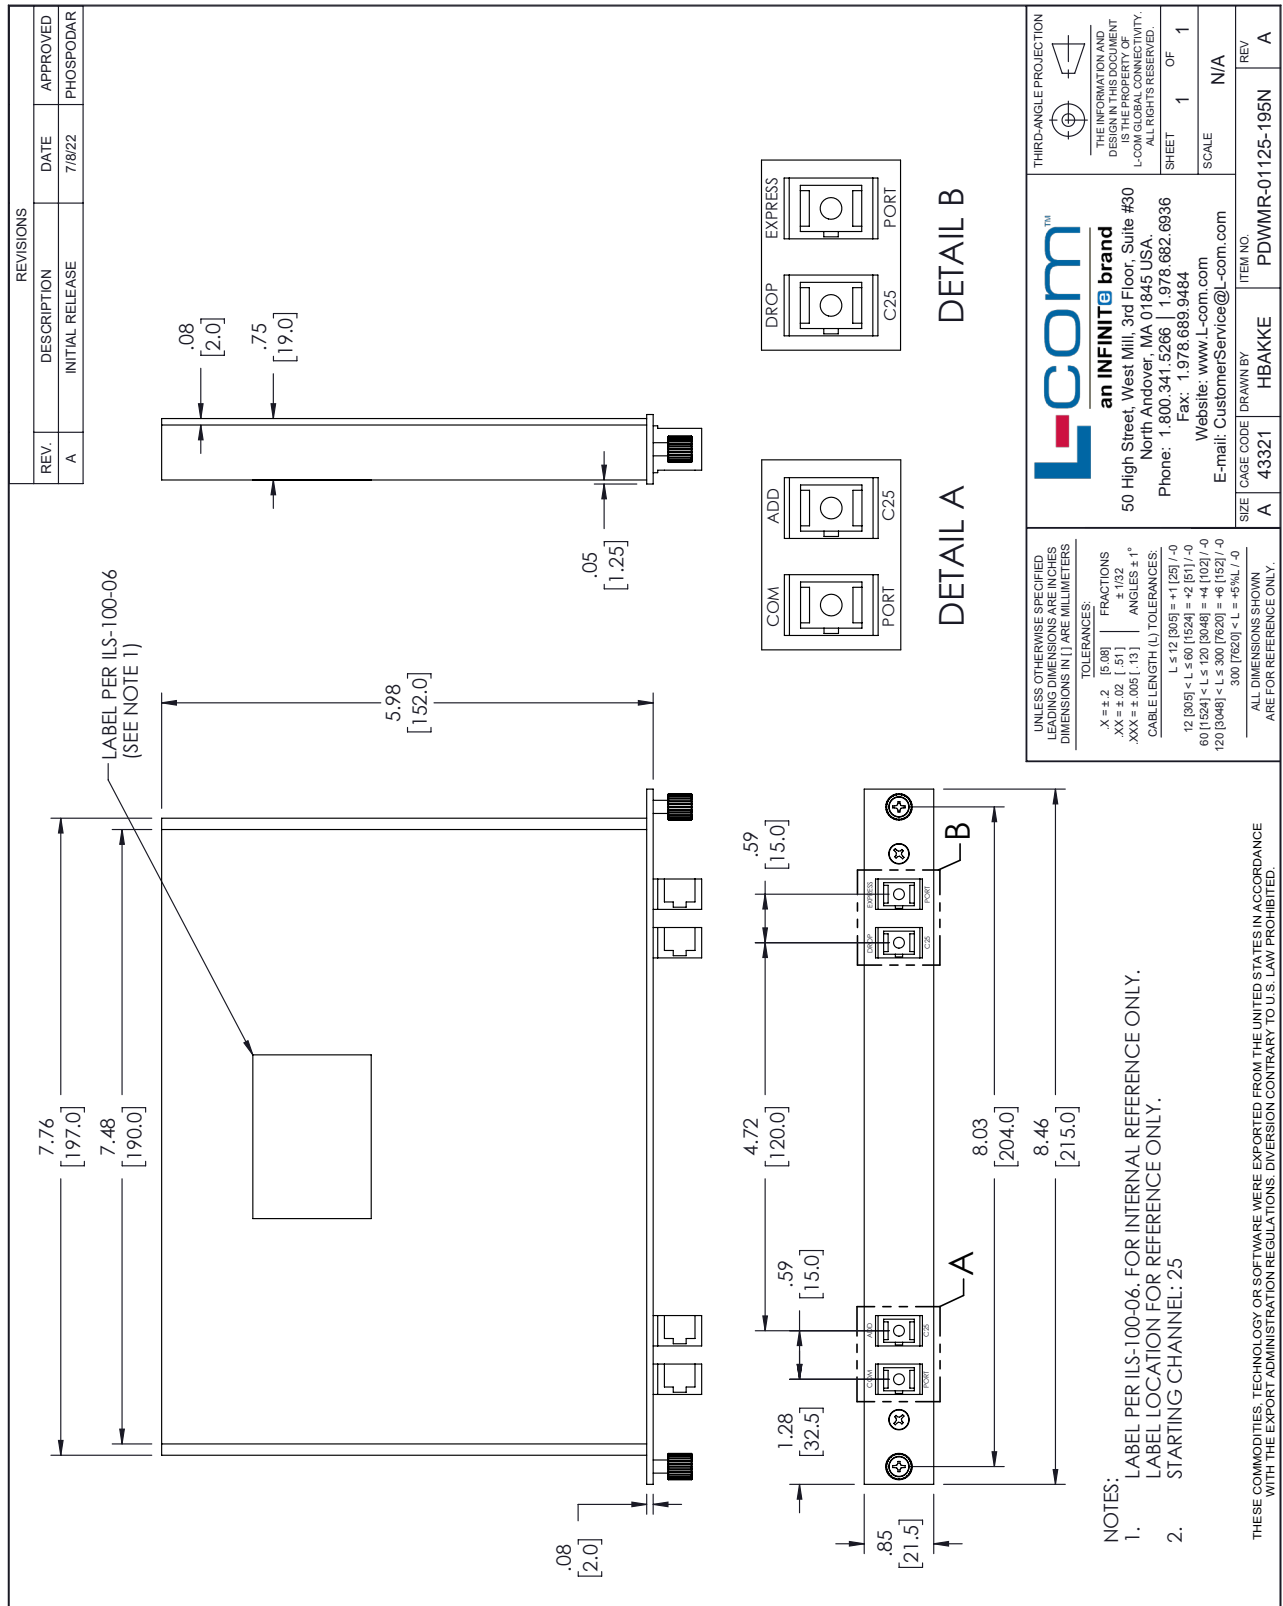 REVISIONS
REV. DESCRIPTION DATE APPROVED
A INITIAL RELEASE 7/8/22 PHOSPODAR
7.76
[197.0]
7.48
[190.0]
LABEL PER ILS-100-06
(SEE NOTE 1)
5.98
[152.0]
.08
[2.0]
.08
[2.0]
.75
[19.0]
.05
[1.25]
1.28
[32.5]
.59
[15.0]
4.72
[120.0]
.59
[15.0]
.85
[21.5]
COM
PORT
ADD
C25
DROP
C25
EXPRESS
PORT
A
B
8.03
[204.0]
8.46
[215.0]
COM ADD
PORT C25
DETAIL A
DROP EXPRESS
C25 PORT
DETAIL B
NOTES:
1. LABEL PER ILS-100-06. FOR INTERNAL REFERENCE ONLY.
LABEL LOCATION FOR REFERENCE ONLY.
2. STARTING CHANNEL: 25
THESE COMMODITIES, TECHNOLOGY OR SOFTWARE WERE EXPORTED FROM THE UNITED STATES IN ACCORDANCE
WITH THE EXPORT ADMINISTRATION REGULATIONS. DIVERSION CONTRARY TO U.S. LAW PROHIBITED.
UNLESS OTHERWISE SPECIFIED
LEADING DIMENSIONS ARE INCHES
DIMENSIONS IN [ ] ARE MILLIMETERS
TOLERANCES:
.X = ± .2 [5.08] FRACTIONS
.XX = ± .02 [ .51] ± 1/32
.XXX = ± .005 [ .13] ANGLES ± 1°
CABLE LENGTH (L) TOLERANCES:
L ≤ 12 [305] = +1 [25] / -0
12 [305] < L ≤ 60 [1524] = +2 [51] / -0
60 [1524] < L ≤ 120 [3048] = +4 [102] / -0
120 [3048] < L ≤ 300 [7620] = +6 [152] / -0
300 [7620] < L = +5%L / -0
ALL DIMENSIONS SHOWN
ARE FOR REFERENCE ONLY.
L-com™
an INFINITe brand
50 High Street, West Mill, 3rd Floor, Suite #30
North Andover, MA 01845 USA.
Phone: 1.800.341.5266 | 1.978.682.6936
Fax: 1.978.689.9484
Website: www.L-com.com
E-mail: CustomerService@L-com.com
THIRD-ANGLE PROJECTION
THE INFORMATION AND
DESIGN IN THIS DOCUMENT
IS THE PROPERTY OF
L-COM GLOBAL CONNECTIVITY.
ALL RIGHTS RESERVED.
SHEET 1 OF 1
SCALE N/A
SIZE A
CAGE CODE 43321
DRAWN BY HBAKKE
ITEM NO. PDWMR-01125-195N
REV A